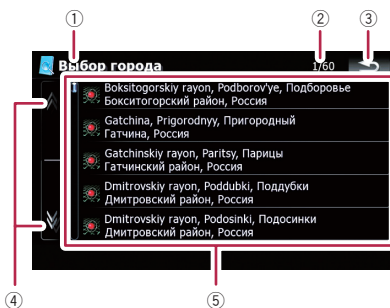 ① ② ③
Выбор города 1/60
Boksitogorskiy rayon, Podborov'ye, Подборовье
Бокситогорский район, Россия
Gatchina, Prigorodnyy, Пригородный
Гатчина, Россия
Gatchinskiy rayon, Paritsy, Парицы
Гатчинский район, Россия
Dmitrovskiy rayon, Poddubki, Поддубки
Дмитровский район, Россия
Dmitrovskiy rayon, Podosinki, Подосинки
Дмитровский район, Россия
④ ⑤